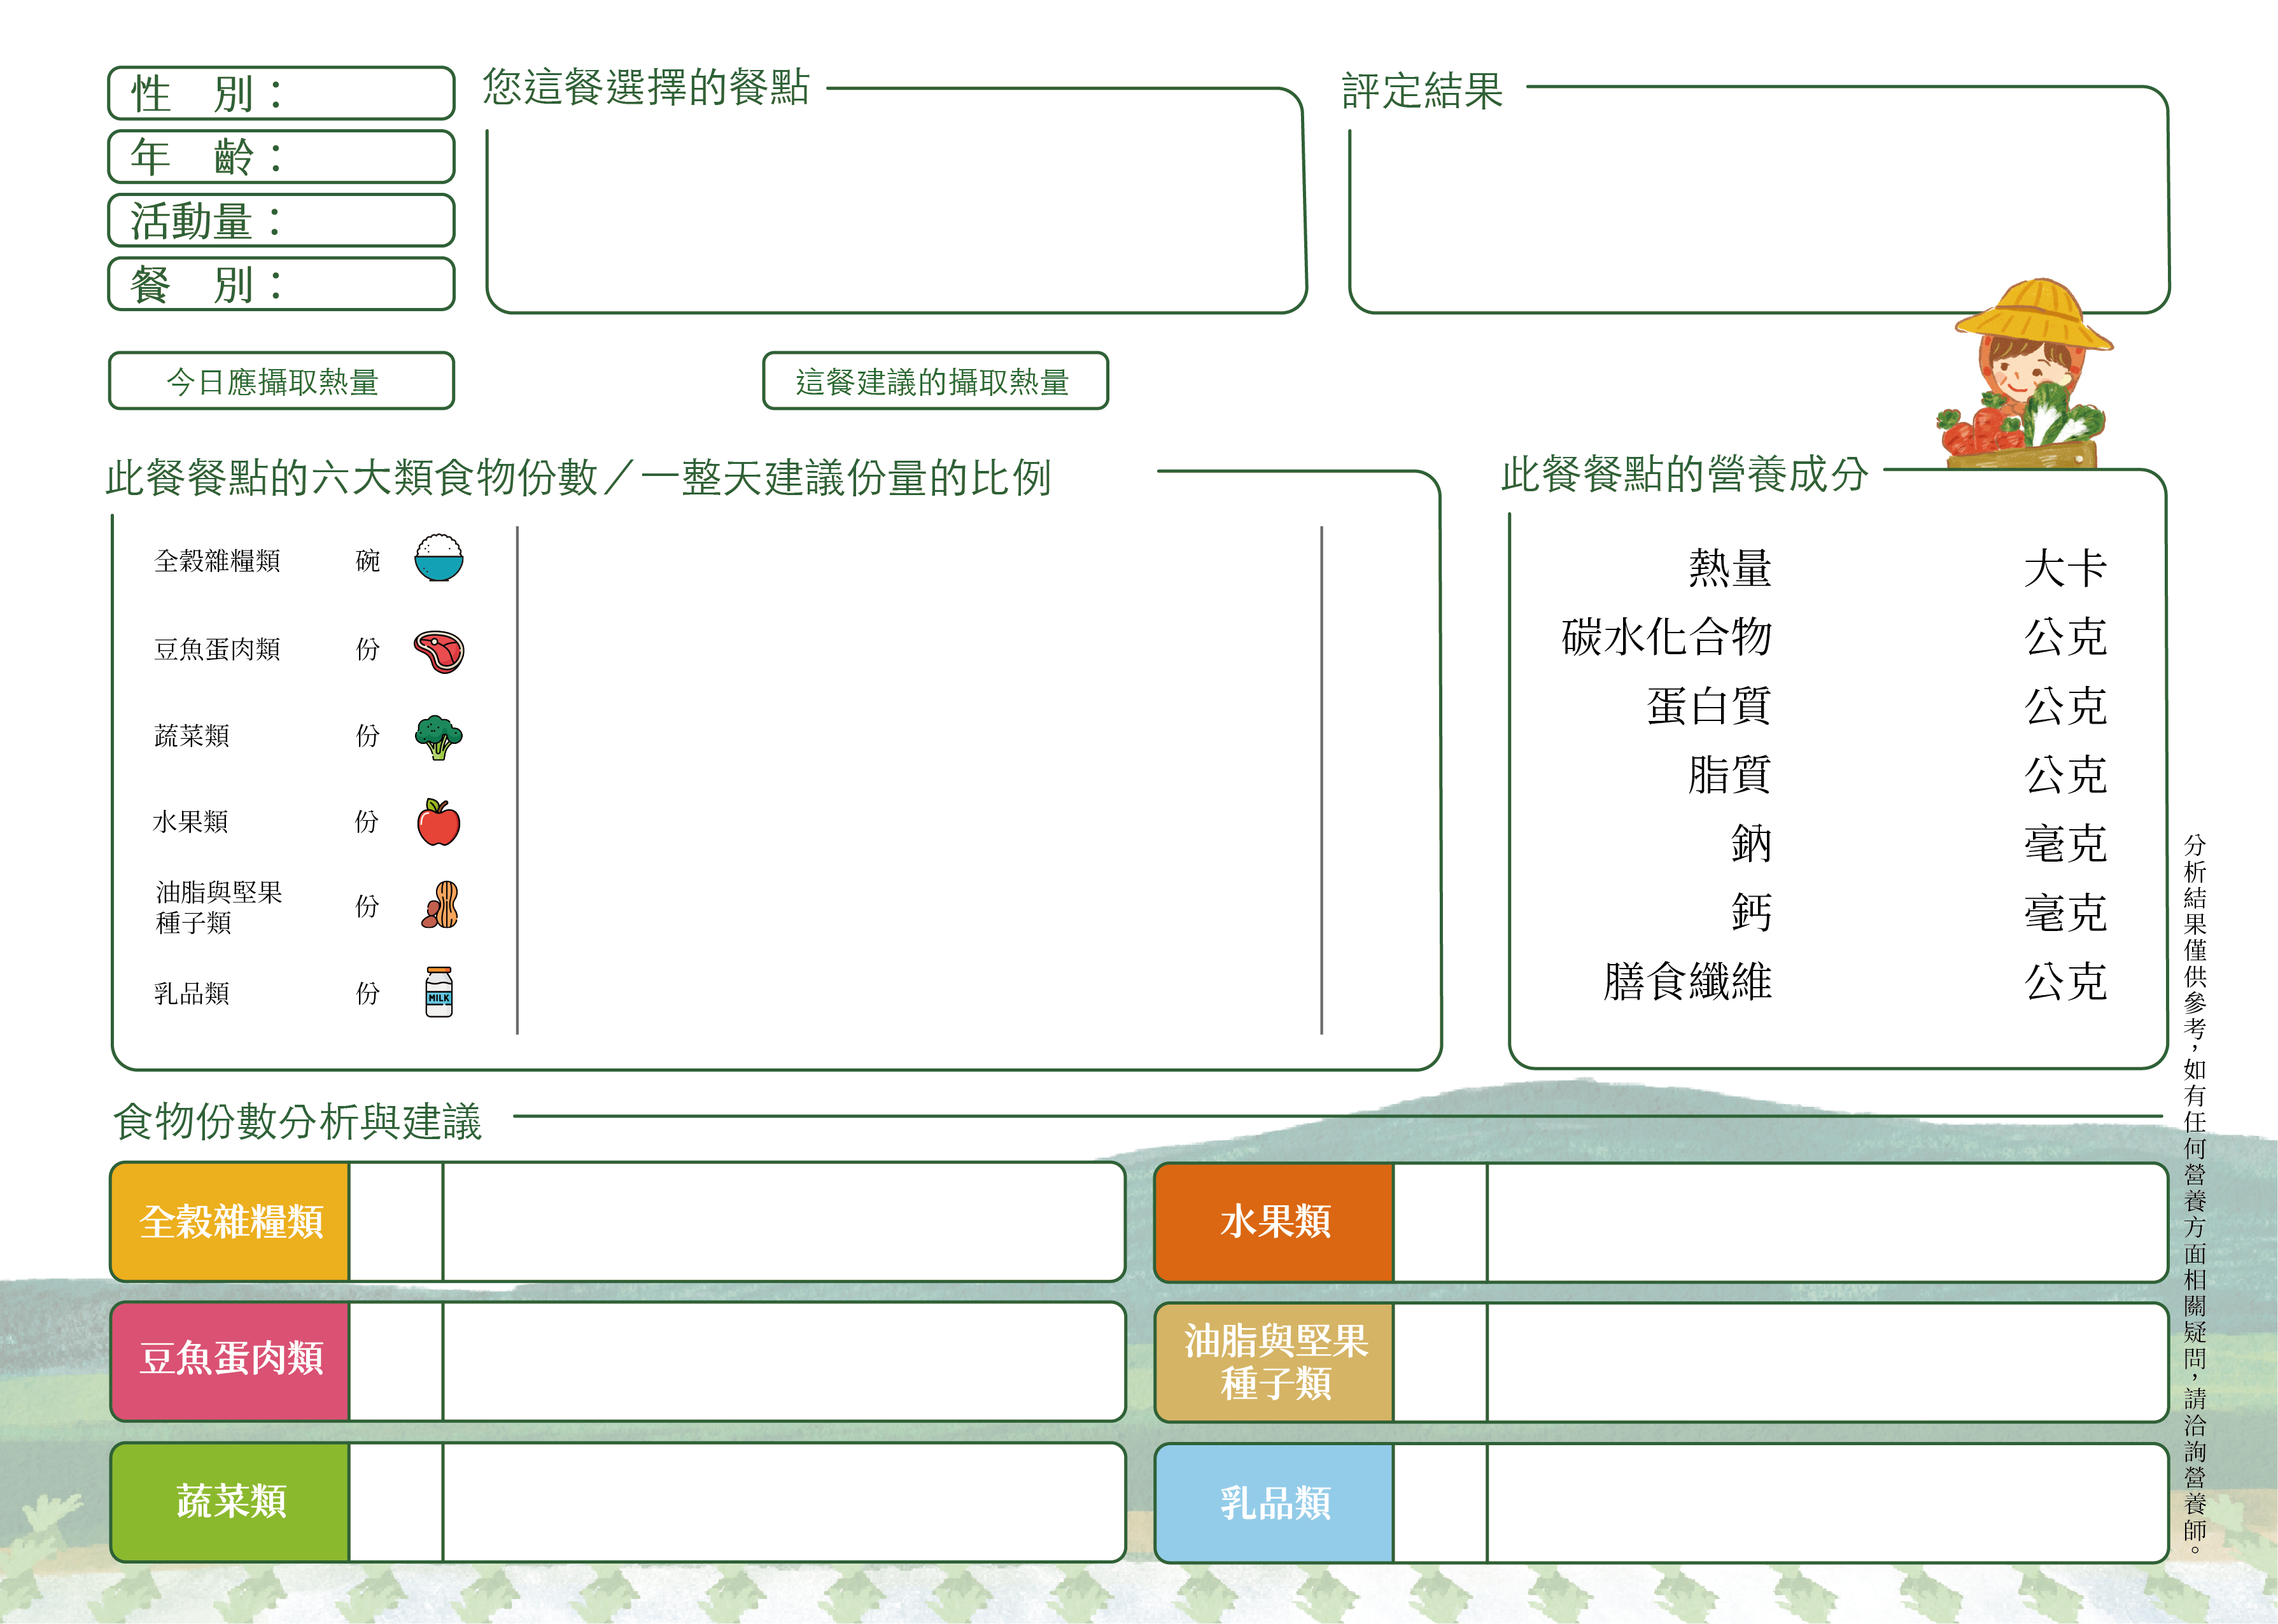 性　別：
年　齡：
活動量：
餐　別：
您這餐選擇的餐點
評定結果
今日應攝取熱量
這餐建議的攝取熱量
此餐餐點的六大類食物份數／一整天建議份量的比例
全穀雜糧類　碗
豆魚蛋肉類　份
蔬菜類　份
水果類　份
油脂與堅果
種子類　份
乳品類　份
MILK
此餐餐點的營養成分
熱量　大卡
碳水化合物　公克
蛋白質　公克
脂質　公克
鈉　毫克
鈣　毫克
膳食纖維　公克
食物份數分析與建議
全穀雜糧類
豆魚蛋肉類
蔬菜類
水果類
油脂與堅果
種子類
乳品類
分析結果僅供參考，如有任何營養方面相關疑問，請洽詢營養師。